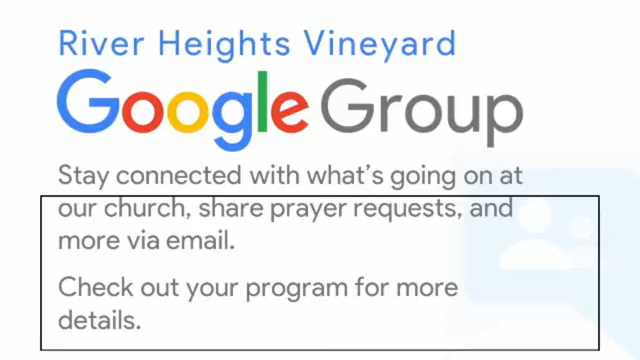 River Heights Vineyard
Google Group
Stay connected with what's going on at
our church, share prayer requests, and
more via email.
Check out your program for more
details.